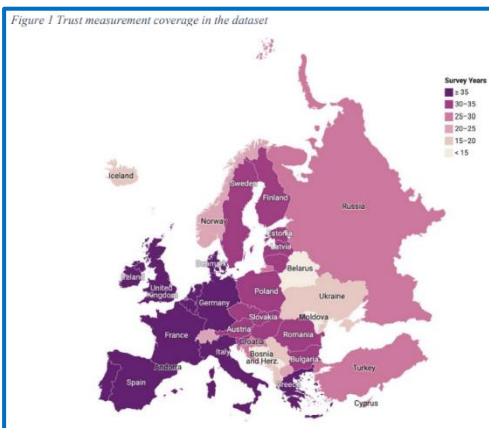 Figure 1 Trust measurement coverage in the dataset
Survey Years
≥ 35
30–35
25–30
20–25
15–20
< 15
Iceland
Sweden
Finland
Norway
Russia
Estonia
Latvia
Denmark
Ireland
United
Kingdom
Belarus
Germany
Poland
Ukraine
Slovakia
France
Austria
Moldova
Croatia
Romania
Andorra
Italy
Bosnia
and Herz.
Bulgaria
Spain
Greece
Turkey
Cyprus